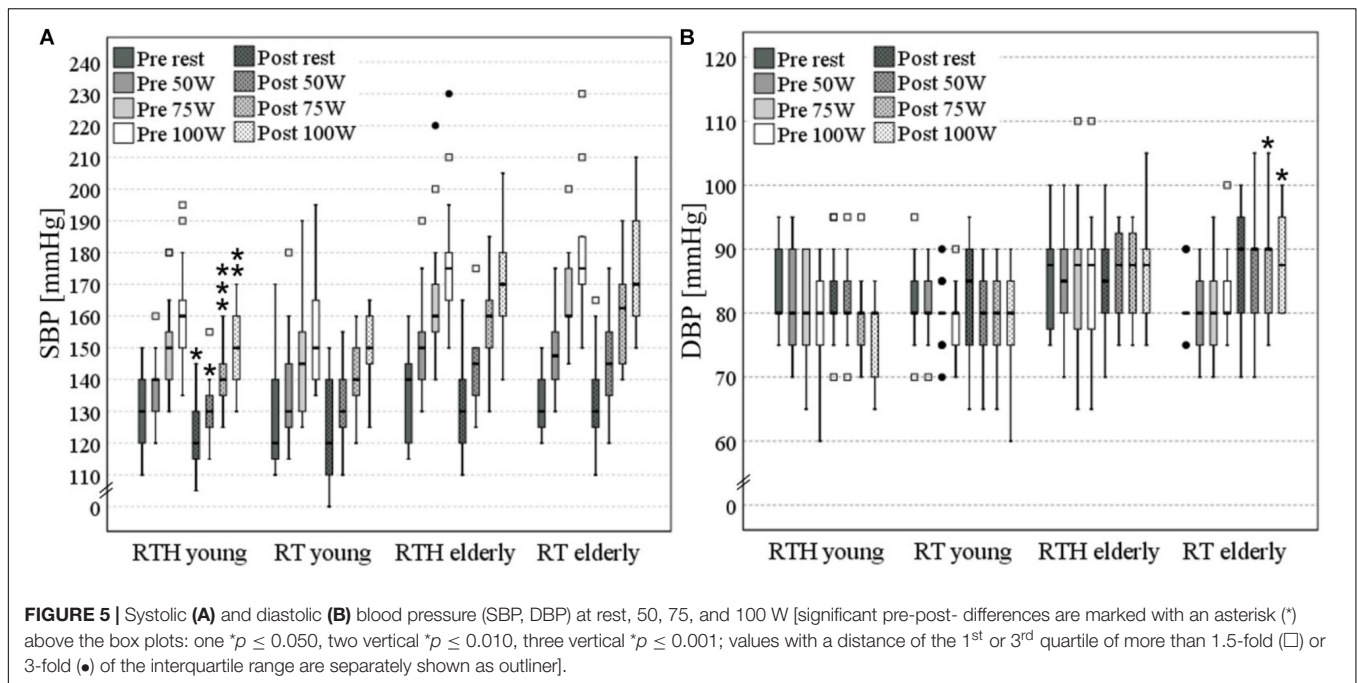 A
Pre rest Post rest
Pre 50W Post 50W
Pre 75W Post 75W
Pre 100W Post 100W
SBP [mmHg]
240
230
220
210
200
190
180
170
160
150
140
130
120
110
0
* * *** **
RTH young RT young RTH elderly RT elderly
B
Pre rest Post rest
Pre 50W Post 50W
Pre 75W Post 75W
Pre 100W Post 100W
DBP [mmHg]
120
110
100
90
80
70
60
0
* *
RTH young RT young RTH elderly RT elderly
FIGURE 5 | Systolic (A) and diastolic (B) blood pressure (SBP, DBP) at rest, 50, 75, and 100 W [significant pre-post- differences are marked with an asterisk (*)
above the box plots: one *p ≤ 0.050, two vertical *p ≤ 0.010, three vertical *p ≤ 0.001; values with a distance of the 1st or 3rd quartile of more than 1.5-fold (□) or
3-fold (●) of the interquartile range are separately shown as outliner].